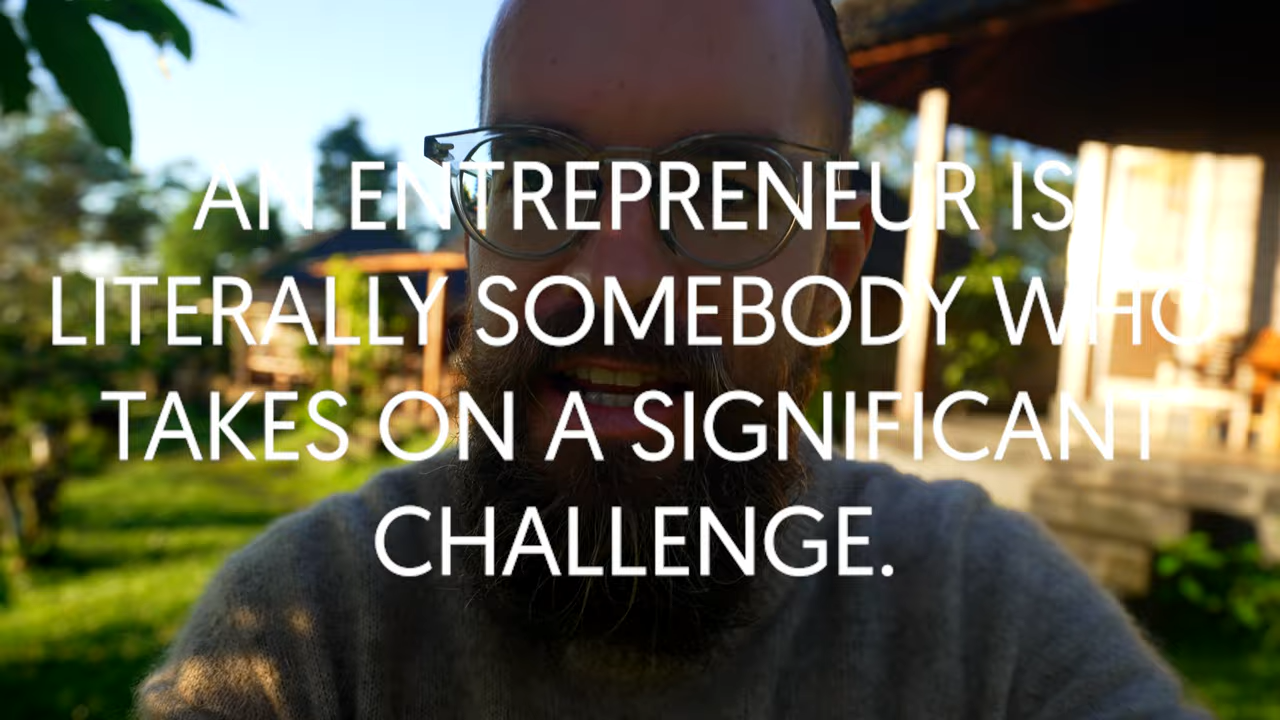 AN ENTREPRENEUR IS
LITERALLY SOMEBODY WHO
TAKES ON A SIGNIFICANT
CHALLENGE.